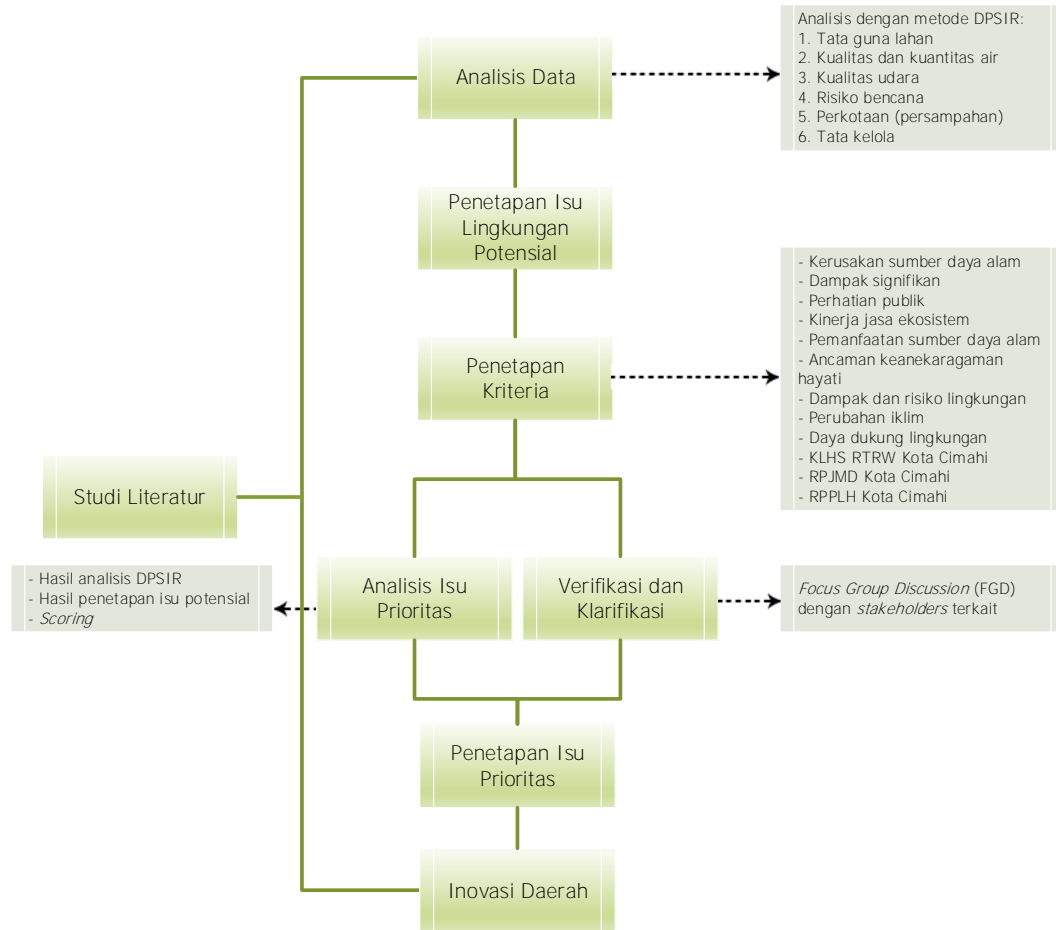 Analisis Data
Analisis dengan metode DPSIR:
1. Tata guna lahan
2. Kualitas dan kuantitas air
3. Kualitas udara
4. Risiko bencana
5. Perkotaan (persampahan)
6. Tata kelola
Penetapan Isu
Lingkungan
Potensial
Penetapan
Kriteria
- Kerusakan sumber daya alam
- Dampak signifikan
- Perhatian publik
- Kinerja jasa ekosistem
- Pemanfaatan sumber daya alam
- Ancaman keanekaragaman
hayati
- Dampak dan risiko lingkungan
- Perubahan iklim
- Daya dukung lingkungan
- KLHS RTRW Kota Cimahi
- RPJMD Kota Cimahi
- RPPLH Kota Cimahi
Studi Literatur
- Hasil analisis DPSIR
- Hasil penetapan isu potensial
- Scoring
Analisis Isu
Prioritas
Verifikasi dan
Klarifikasi
Focus Group Discussion (FGD)
dengan stakeholders terkait
Penetapan Isu
Prioritas
Inovasi Daerah